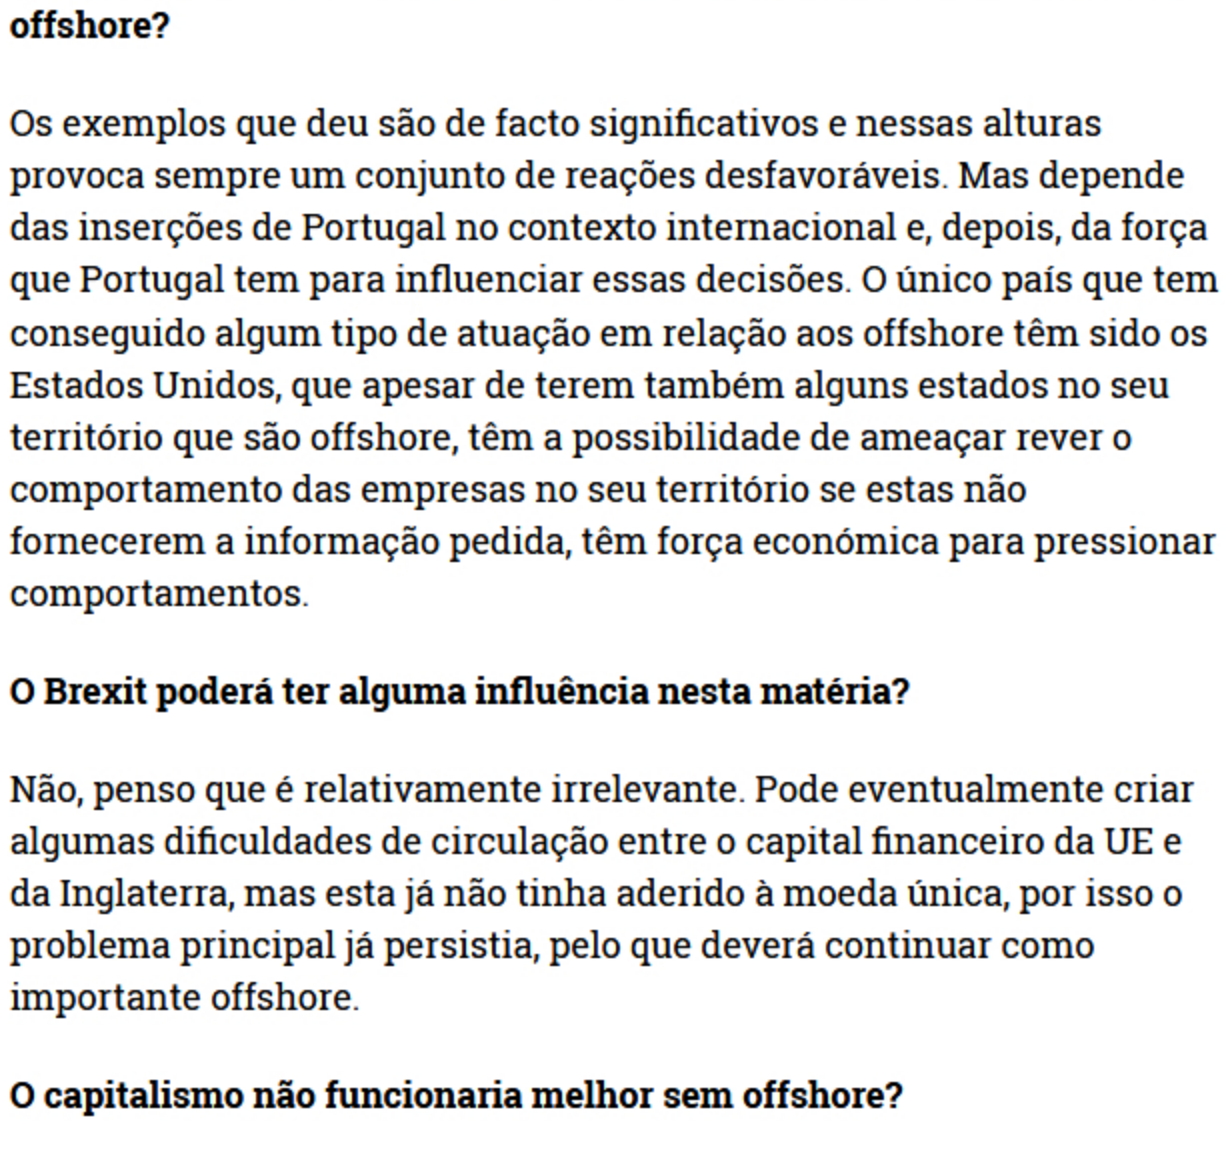 offshore?
Os exemplos que deu são de facto significativos e nessas alturas
provoca sempre um conjunto de reações desfavoráveis. Mas depende
das inserções de Portugal no contexto internacional e, depois, da força
que Portugal tem para influenciar essas decisões. O único país que tem
conseguido algum tipo de atuação em relação aos offshore têm sido os
Estados Unidos, que apesar de terem também alguns estados no seu
território que são offshore, têm a possibilidade de ameaçar rever o
comportamento das empresas no seu território se estas não
fornecerem a informação pedida, têm força económica para pressionar
comportamentos.
O Brexit poderá ter alguma influência nesta matéria?
Não, penso que é relativamente irrelevante. Pode eventualmente criar
algumas dificuldades de circulação entre o capital financeiro da UE e
da Inglaterra, mas esta já não tinha aderido à moeda única, por isso o
problema principal já persistia, pelo que deverá continuar como
importante offshore.
O capitalismo não funcionaria melhor sem offshore?